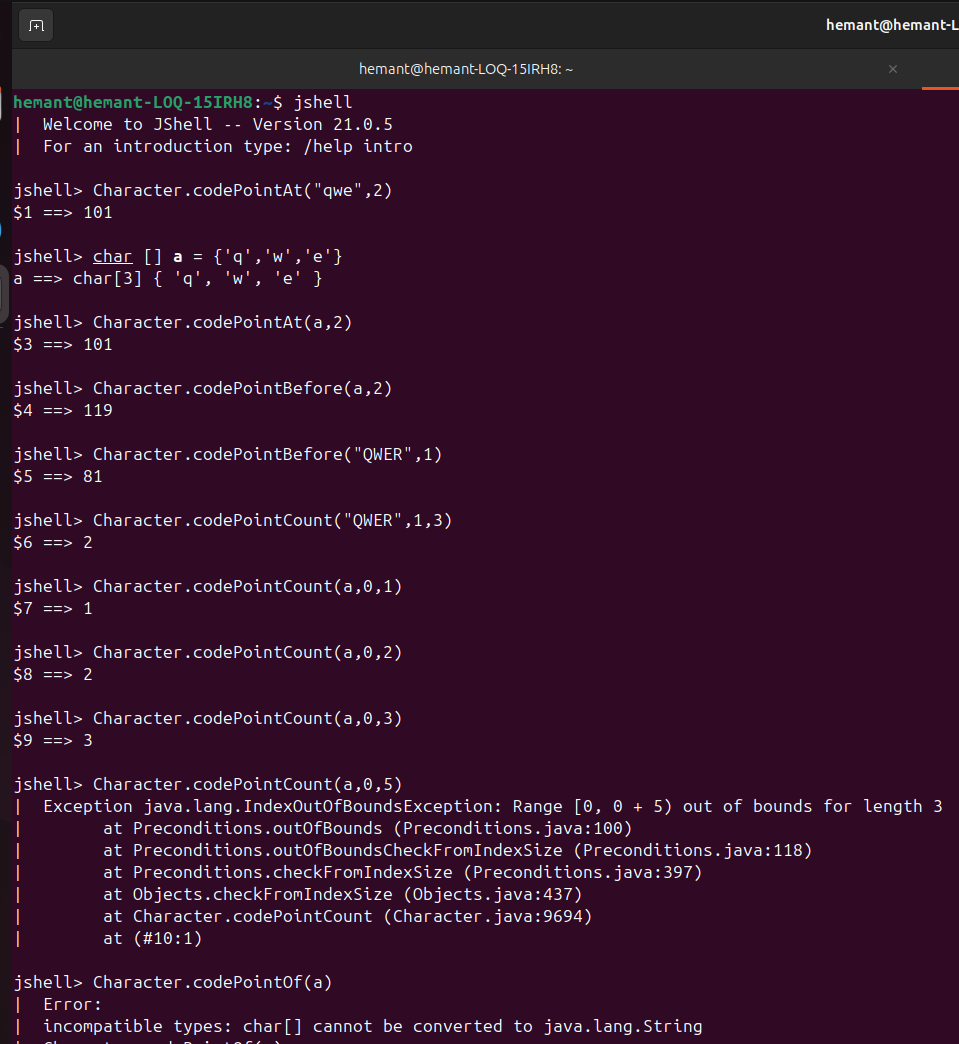 hemant@hemant-L
hemant@hemant-LOQ-15IRH8: ~
hemant@hemant-LOQ-15IRH8:~$ jshell
|  Welcome to JShell -- Version 21.0.5
|  For an introduction type: /help intro
jshell> Character.codePointAt("qwe",2)
$1 ==> 101
jshell> char [] a = {'q','w','e'}
a ==> char[3] { 'q', 'w', 'e' }
jshell> Character.codePointAt(a,2)
$3 ==> 101
jshell> Character.codePointBefore(a,2)
$4 ==> 119
jshell> Character.codePointBefore("QWER",1)
$5 ==> 81
jshell> Character.codePointCount("QWER",1,3)
$6 ==> 2
jshell> Character.codePointCount(a,0,1)
$7 ==> 1
jshell> Character.codePointCount(a,0,2)
$8 ==> 2
jshell> Character.codePointCount(a,0,3)
$9 ==> 3
jshell> Character.codePointCount(a,0,5)
|  Exception java.lang.IndexOutOfBoundsException: Range [0, 0 + 5) out of bounds for length 3
|        at Preconditions.outOfBounds (Preconditions.java:100)
|        at Preconditions.outOfBoundsCheckFromIndexSize (Preconditions.java:118)
|        at Preconditions.checkFromIndexSize (Preconditions.java:397)
|        at Objects.checkFromIndexSize (Objects.java:437)
|        at Character.codePointCount (Character.java:9694)
|        at (#10:1)
jshell> Character.codePointOf(a)
|  Error:
|  incompatible types: char[] cannot be converted to java.lang.String